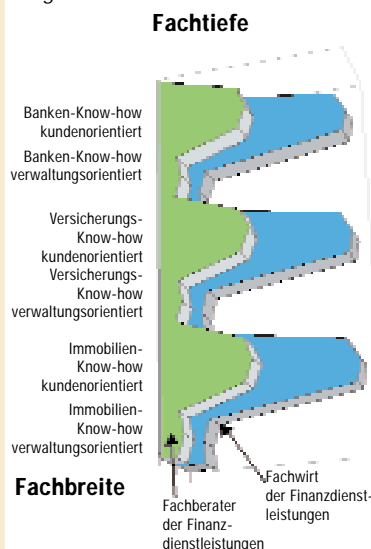 Fachtiefe
Banken-Know-how
kundenorientiert
Banken-Know-how
verwaltungsorientiert
Versicherungs-
Know-how
kundenorientiert
Versicherungs-
Know-how
verwaltungsorientiert
Immobilien-
Know-how
kundenorientiert
Immobilien-
Know-how
verwaltungsorientiert
Fachbreite
Fachberater
der Finanz-
dienstleistungen
Fachwirt
der Finanzdienst-
leistungen